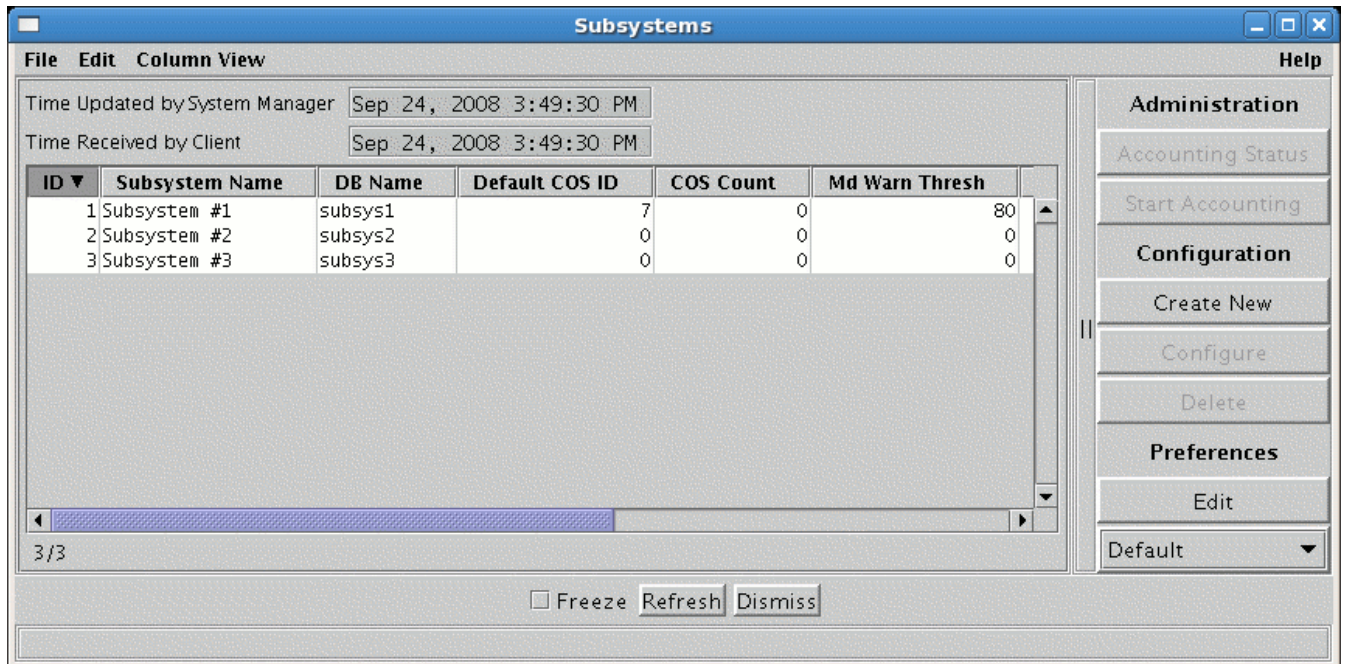 Subsystems
File Edit Column View Help
Time Updated by System Manager Sep 24, 2008 3:49:30 PM
Time Received by Client Sep 24, 2008 3:49:30 PM
ID ▼ Subsystem Name DB Name Default COS ID COS Count Md Warn Thresh
1 Subsystem #1 subsys1 7 0 80
2 Subsystem #2 subsys2 0 0 0
3 Subsystem #3 subsys3 0 0 0
3/3
Administration
Accounting Status
Start Accounting
Configuration
Create New
Configure
Delete
Preferences
Edit
Default
Freeze Refresh Dismiss